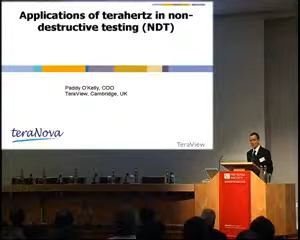 Applications of terahertz in non-
destructive testing (NDT)
Paddy O'Kelly, COO
TeraView, Cambridge, UK
teraNova
TeraView